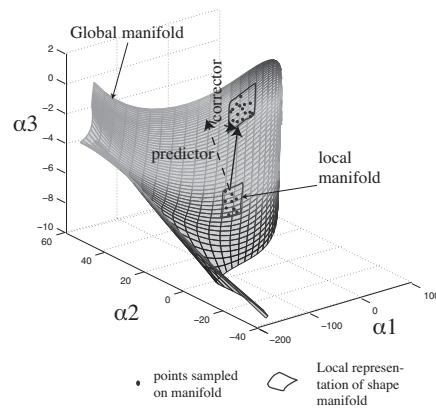 Global manifold
2
0
−2
−4
−6
−8
−10
α3
corrector
predictor
local
manifold
60
40
20
0
−20
−40
α2
−200
−100
0
100
α1
points sampled
on manifold
Local represen-
tation of shape
manifold